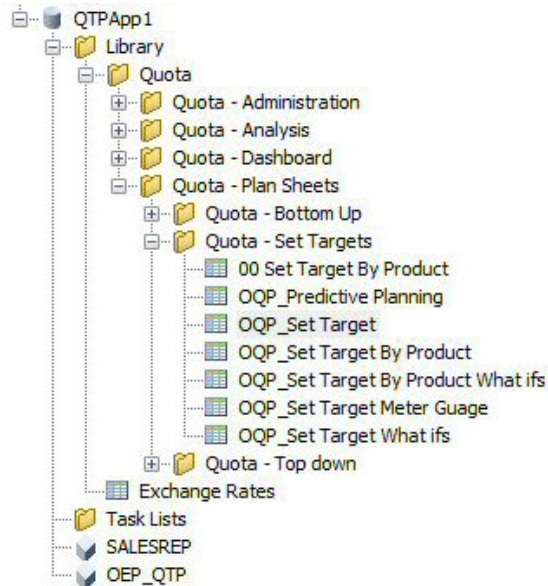 QTPApp1
Library
Quota
Quota - Administration
Quota - Analysis
Quota - Dashboard
Quota - Plan Sheets
Quota - Bottom Up
Quota - Set Targets
00 Set Target By Product
OQP_Predictive Planning
OQP_Set Target
OQP_Set Target By Product
OQP_Set Target By Product What ifs
OQP_Set Target Meter Guage
OQP_Set Target What ifs
Quota - Top down
Exchange Rates
Task Lists
SALESREP
OEP_QTP